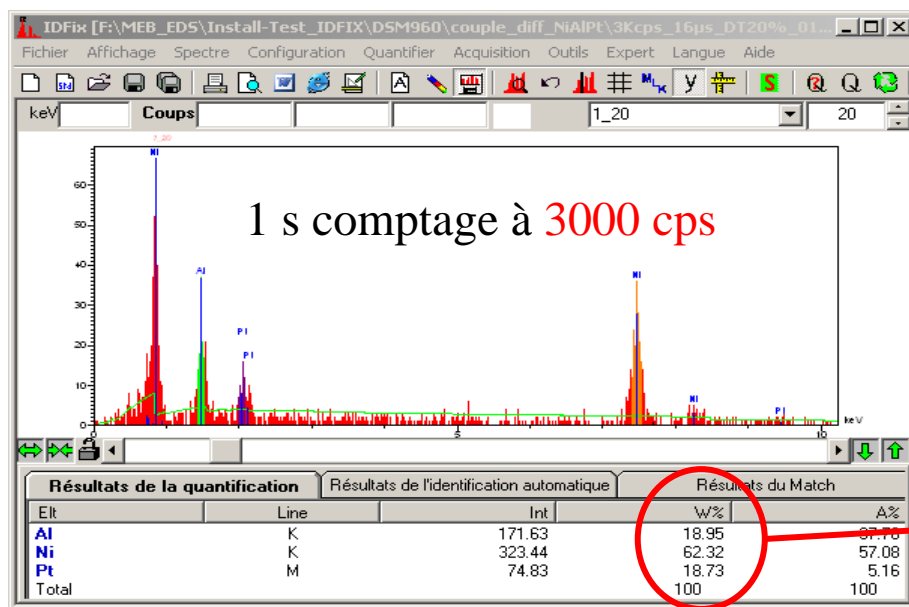 IDFix [F:\MEB_EDS\Install-Test_IDFIX\DSM960\couple_diff_NiAlPt\3Kcps_16µs_DT20%_01...
Fichier Affichage Spectre Configuration Quantifier Acquisition Outils Expert Langue Aide
keV Coups 1_20 20
1_20
Ni
60
1 s comptage à 3000 cps
50
40
Al
Ni
30
Pt
20
Pt
10
Ni
Pt
0
keV
0 5 10
Résultats de la quantification Résultats de l'identification automatique Résultats du Match
Elt Line Int W% A%
Al K 171.63 18.95
Ni K 323.44 62.32 57.08
Pt M 74.83 18.73 5.16
Total 100 100